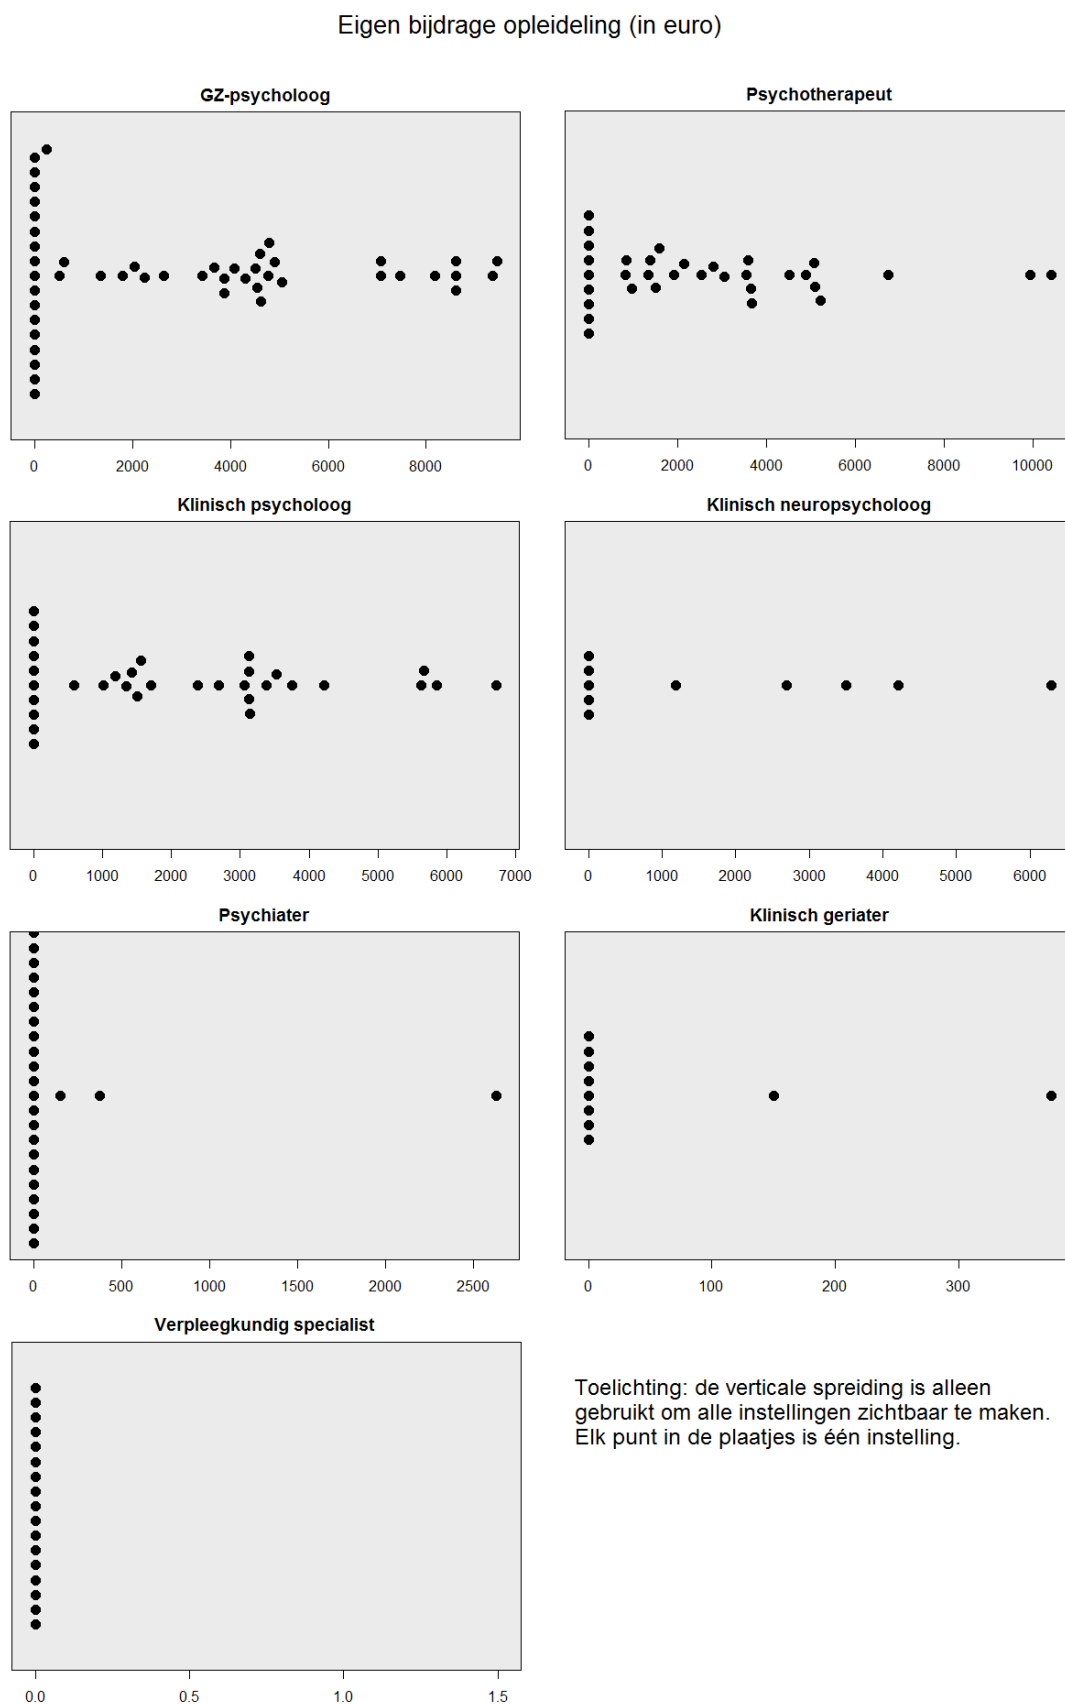 Eigen bijdrage opleideling (in euro)
GZ-psycholoog
Psychotherapeut
0 2000 4000 6000 8000
0 2000 4000 6000 8000 10000
Klinisch psycholoog
Klinisch neuropsycholoog
0 1000 2000 3000 4000 5000 6000 7000
0 1000 2000 3000 4000 5000 6000
Psychiater
Klinisch geriater
0 500 1000 1500 2000 2500
0 100 200 300
Verpleegkundig specialist
Toelichting: de verticale spreiding is alleen
gebruikt om alle instellingen zichtbaar te maken.
Elk punt in de plaatjes is één instelling.
0.0 0.5 1.0 1.5